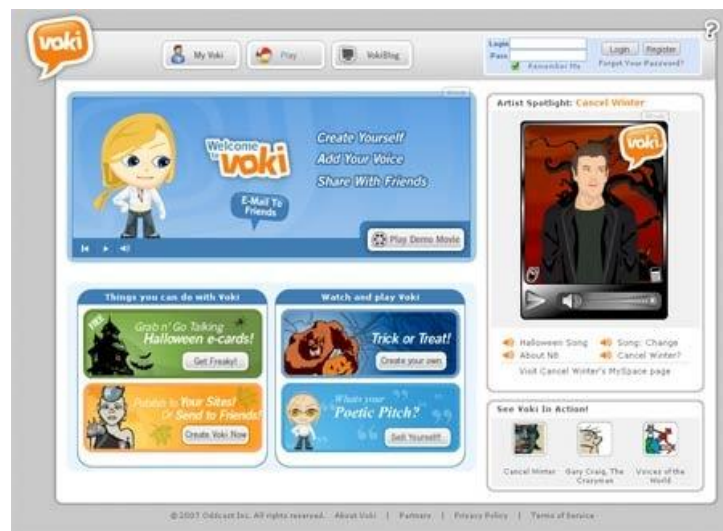 voki
?
My Voki
Play
VokiBlog
Login
Pass
Login
Register
Remember Me
Forgot Your Password?
Welcome
to voki
Create Yourself
Add Your Voice
Share With Friends
E-Mail To
Friends
Play Demo Movie
Artist Spotlight: Cancel Winter
voki
Halloween Song
Song: Change
About NB
Cancel Winter?
Visit Cancel Winter's MySpace page
Things you can do with Voki
FREE
Grab n' Go Talking
Halloween e-cards!
Get Freaky!
Publish to Your Sites!
Or Send to Friends!
Create Voki Now
Watch and play Voki
Trick or Treat!
Create your own
Whats your
Poetic Pitch?
Sell Yourself!
See Voki In Action!
Cancel Winter
Gary Craig, The
Crazyman
Voices of the
World
© 2007 Oddcast Inc. All rights reserved. About Voki | Partners | Privacy Policy | Terms of Service